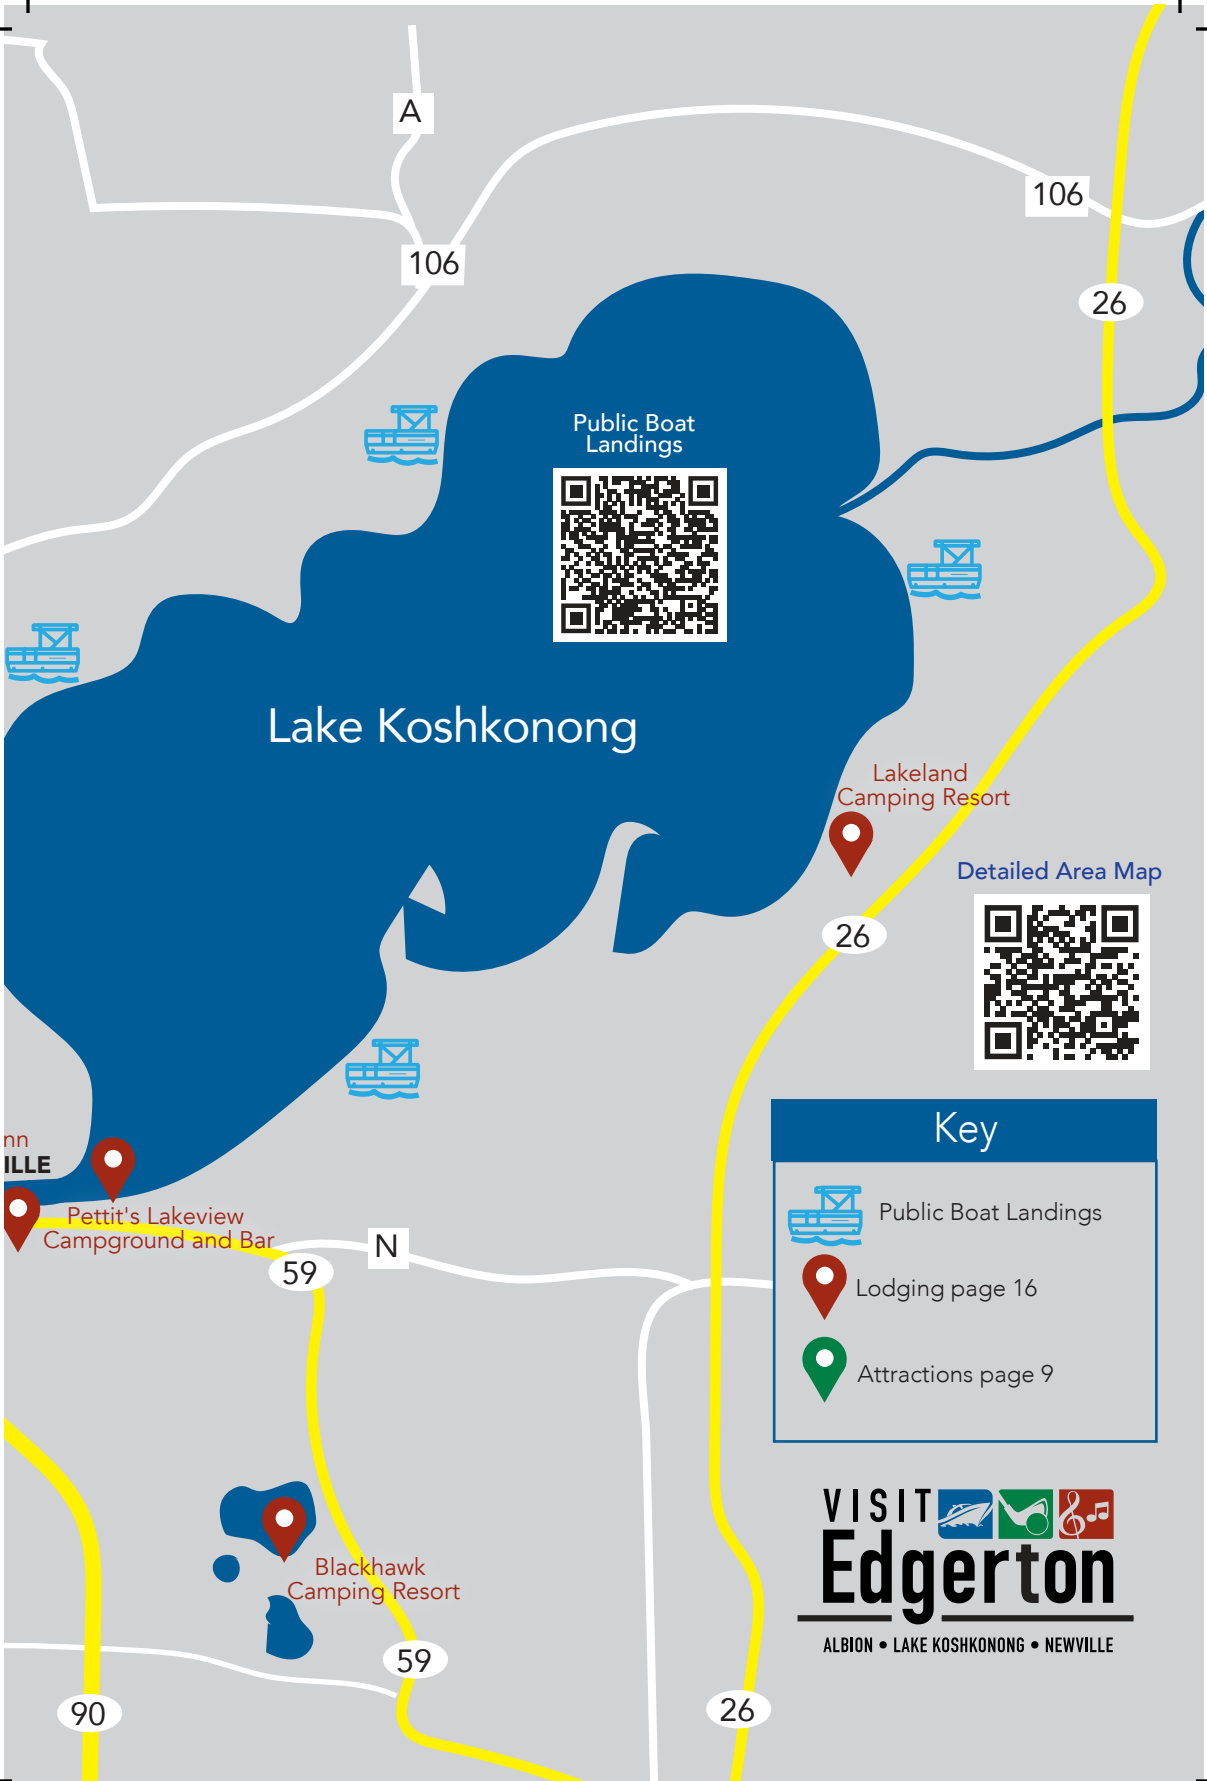 A
106
106
26
Public Boat
Landings
Lake Koshkonong
Lakeland
Camping Resort
Detailed Area Map
26
Key
Public Boat Landings
Lodging page 16
Attractions page 9
nn
ILLE
Pettit's Lakeview
Campground and Bar
N
59
Blackhawk
Camping Resort
59
90
26
VISIT
Edgerton
ALBION • LAKE KOSHKONONG • NEWVILLE